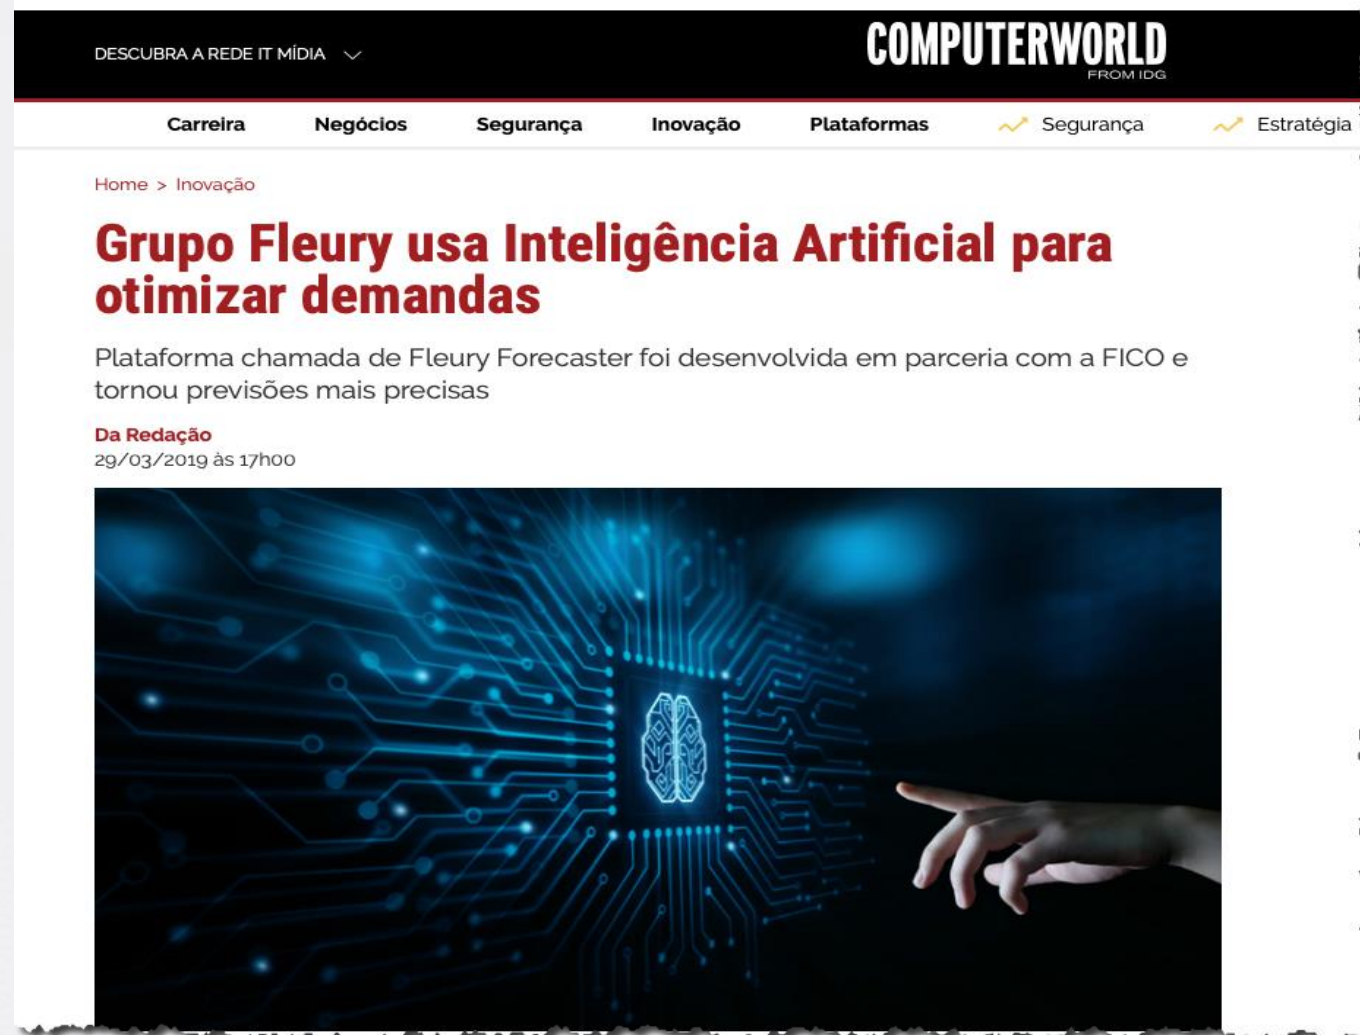 DESCUBRA A REDE IT MÍDIA
COMPUTERWORLD
FROM IDG
Carreira Negócios Segurança Inovação Plataformas Segurança Estratégia
Home > Inovação
Grupo Fleury usa Inteligência Artificial para
otimizar demandas
Plataforma chamada de Fleury Forecaster foi desenvolvida em parceria com a FICO e
tornou previsões mais precisas
Da Redação
29/03/2019 às 17h00